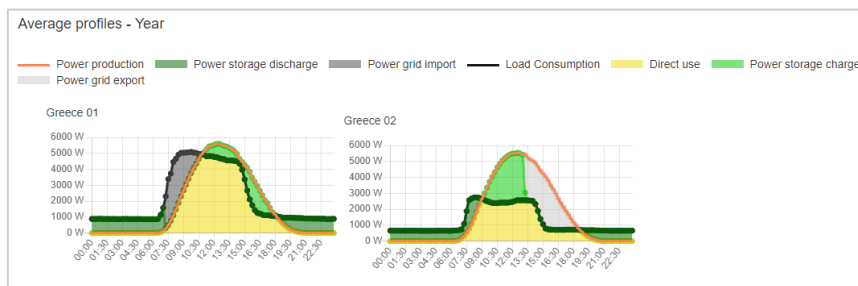 Average profiles - Year
Power production Power storage discharge Power grid import Load Consumption Direct use Power storage charge
Power grid export
Greece 01
6000 W
5000 W
4000 W
3000 W
2000 W
1000 W
0 W
00:00 01:30 03:00 04:30 06:00 07:30 09:00 10:30 12:00 13:30 15:00 16:30 18:00 19:30 21:00 22:30
Greece 02
6000 W
5000 W
4000 W
3000 W
2000 W
1000 W
0 W
00:00 01:30 03:00 04:30 06:00 07:30 09:00 10:30 12:00 13:30 15:00 16:30 18:00 19:30 21:00 22:30